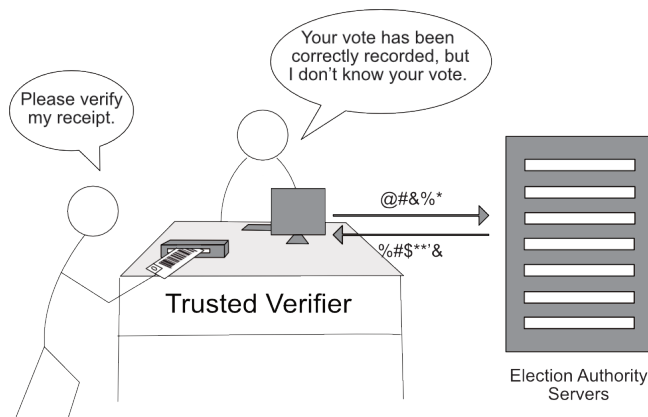 Your vote has been
correctly recorded, but
I don't know your vote.
Please verify
my receipt.
@#&%*
%#$**'&
Trusted Verifier
Election Authority
Servers